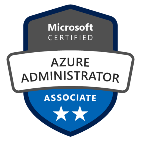 Microsoft
CERTIFIED
AZURE
ADMINISTRATOR
ASSOCIATE